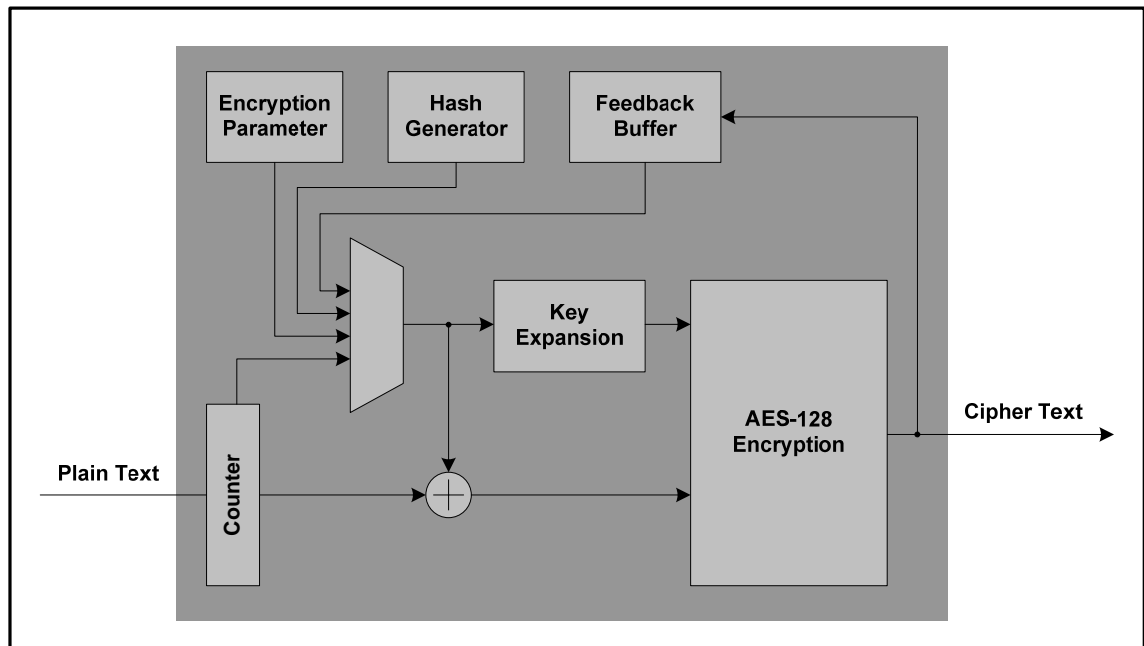 Encryption
Parameter
Hash
Generator
Feedback
Buffer
Key
Expansion
AES-128
Encryption
Cipher Text
Plain Text
Counter